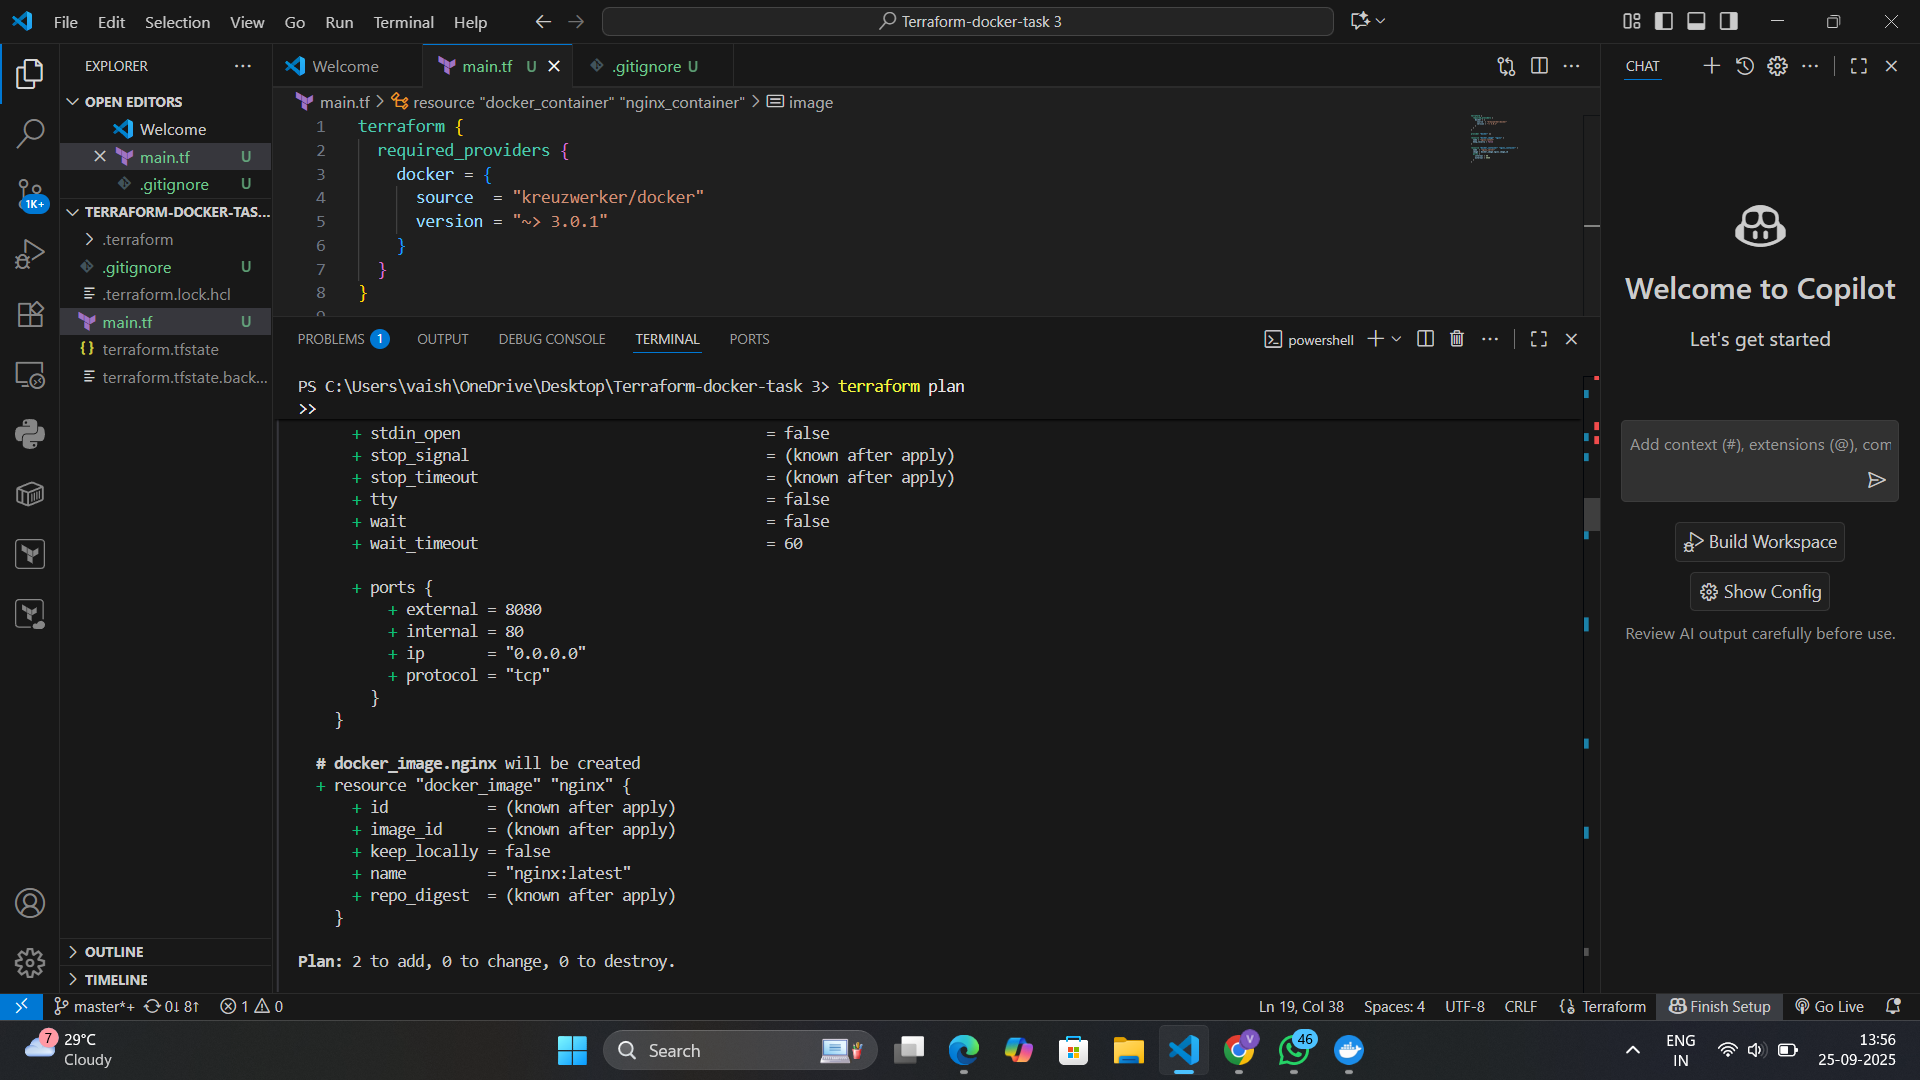 File Edit Selection View Go Run Terminal Help
Terraform-docker-task 3
EXPLORER
OPEN EDITORS
Welcome
main.tf U
.gitignore U
TERRAFORM-DOCKER-TAS...
.terraform
.gitignore U
.terraform.lock.hcl
main.tf U
terraform.tfstate
terraform.tfstate.back...
OUTLINE
TIMELINE
1K+
Welcome main.tf U .gitignore U
main.tf > resource "docker_container" "nginx_container" > image
1 terraform {
2 required_providers {
3 docker = {
4 source = "kreuzwerker/docker"
5 version = "~> 3.0.1"
6 }
7 }
8 }
9
PROBLEMS 1 OUTPUT DEBUG CONSOLE TERMINAL PORTS
powershell
PS C:\Users\vaish\OneDrive\Desktop\Terraform-docker-task 3> terraform plan
>>
+ stdin_open = false
+ stop_signal = (known after apply)
+ stop_timeout = (known after apply)
+ tty = false
+ wait = false
+ wait_timeout = 60
+ ports {
+ external = 8080
+ internal = 80
+ ip = "0.0.0.0"
+ protocol = "tcp"
}
}
# docker_image.nginx will be created
+ resource "docker_image" "nginx" {
+ id = (known after apply)
+ image_id = (known after apply)
+ keep_locally = false
+ name = "nginx:latest"
+ repo_digest = (known after apply)
}
Plan: 2 to add, 0 to change, 0 to destroy.
CHAT
Welcome to Copilot
Let's get started
Add context (#), extensions (@), com
Build Workspace
Show Config
Review AI output carefully before use.
master*+ 0↓ 8↑ 1 0
Ln 19, Col 38 Spaces: 4 UTF-8 CRLF Terraform Finish Setup Go Live
7
29°C
Cloudy
Search
V
46
ENG
IN
13:56
25-09-2025